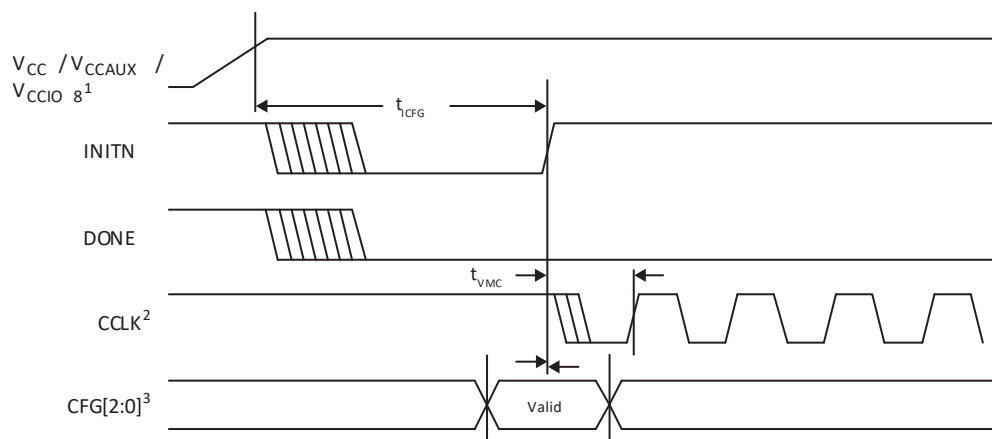 V_CC / V_CCAUX /
V_CCIO 8^1
t_ICFG
INITN
DONE
t_VMC
CCLK^2
CFG[2:0]^3
Valid